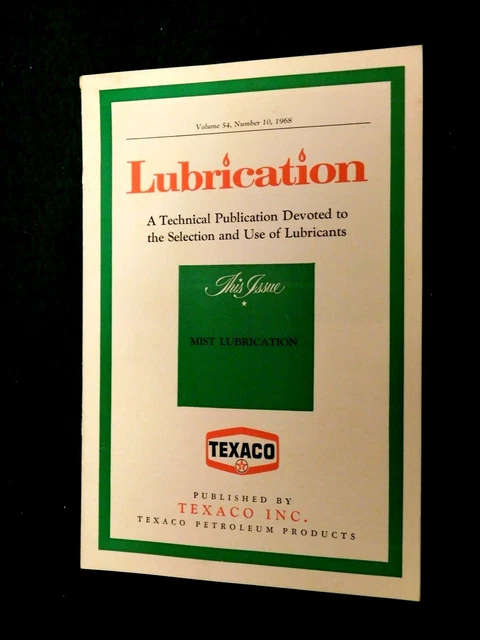 Volume 54, Number 10, 1968
Lubrication
A Technical Publication Devoted to
the Selection and Use of Lubricants
This Issue
MIST LUBRICATION
TEXACO
PUBLISHED BY
TEXACO INC.
TEXACO PETROLEUM PRODUCTS